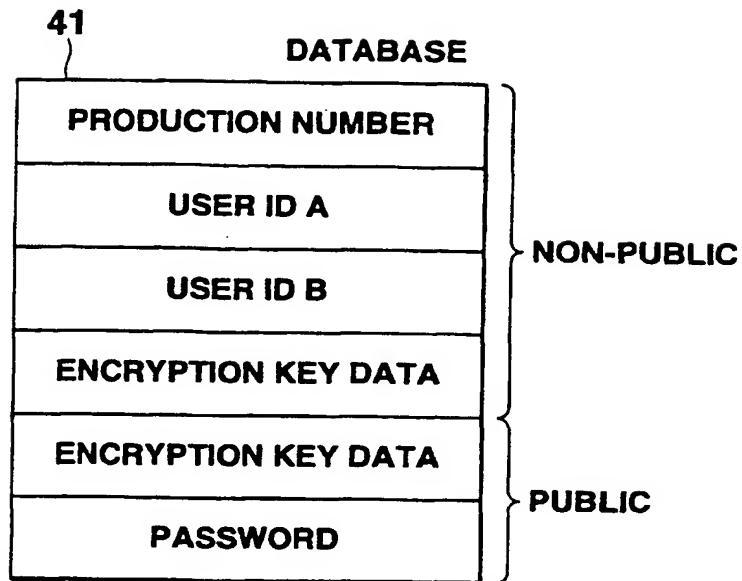 41
DATABASE
PRODUCTION NUMBER
USER ID A
USER ID B
NON-PUBLIC
ENCRYPTION KEY DATA
ENCRYPTION KEY DATA
PUBLIC
PASSWORD